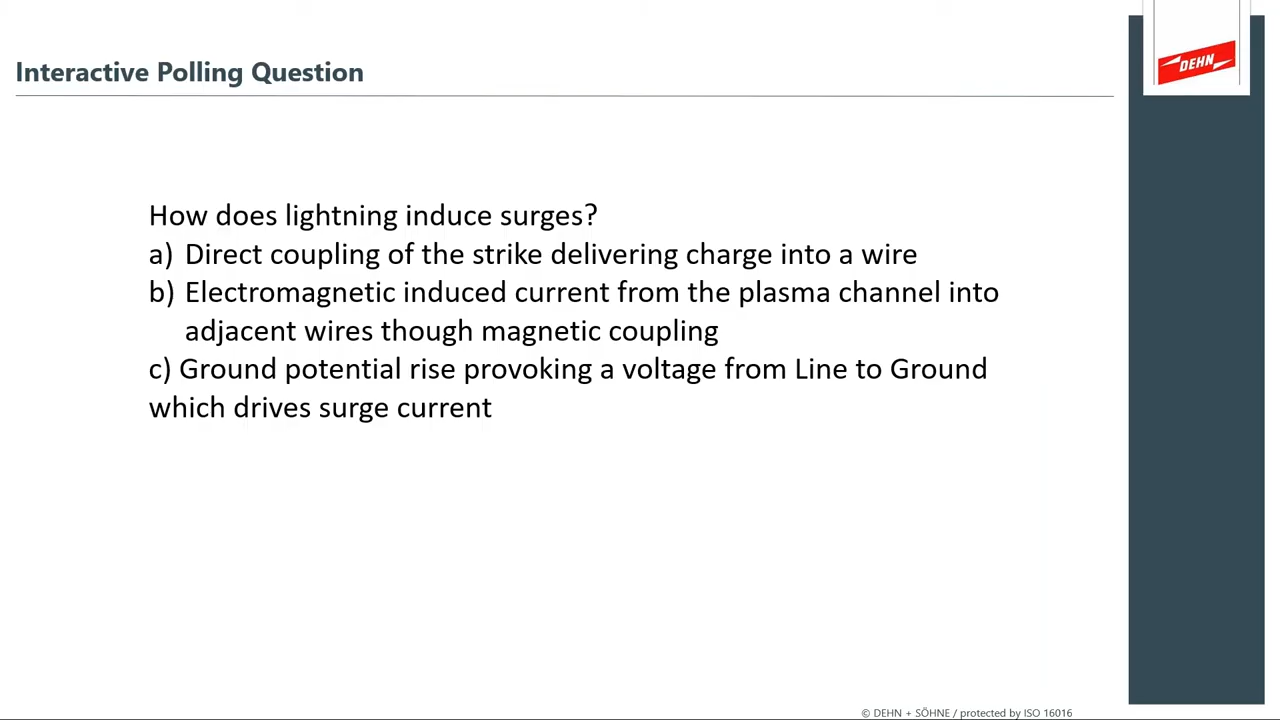 Interactive Polling Question
DEHN
How does lightning induce surges?
a) Direct coupling of the strike delivering charge into a wire
b) Electromagnetic induced current from the plasma channel into
adjacent wires though magnetic coupling
c) Ground potential rise provoking a voltage from Line to Ground
which drives surge current
© DEHN + SÖHNE / protected by ISO 16016